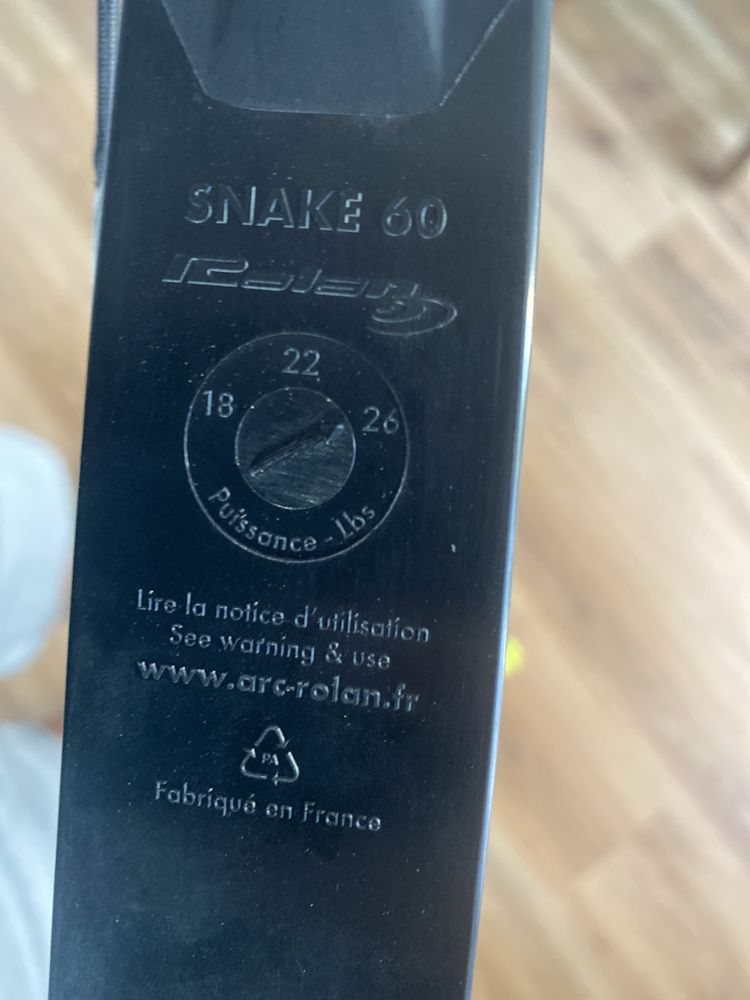 SNAKE 60
Rolan
22
18
26
Puissance - Lbs
Lire la notice d'utilisation
See warning & use
www.arc-rolan.fr
PA
Fabriqué en France